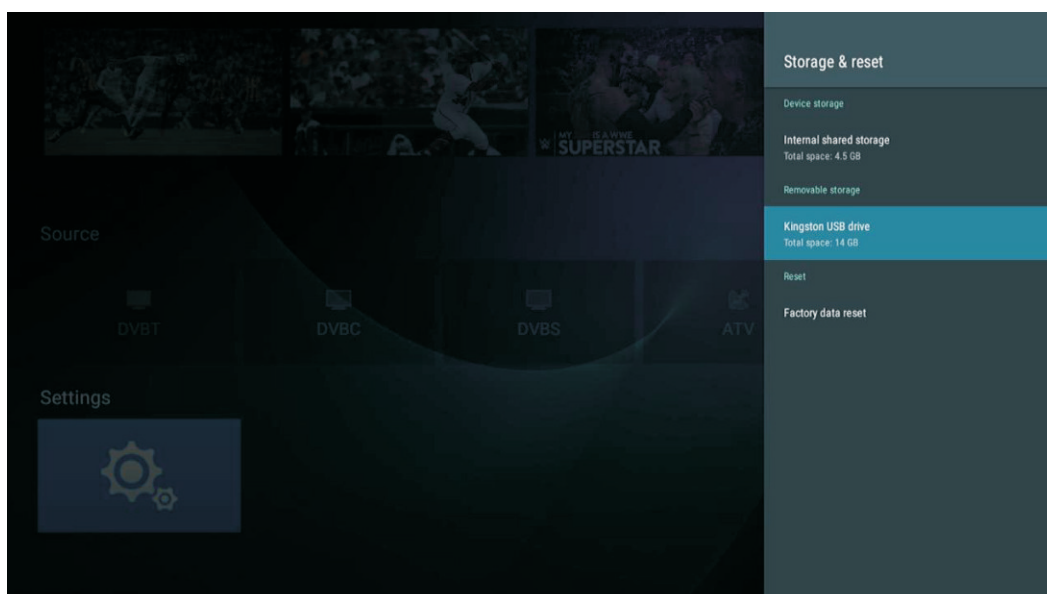 MY IS A WWE
SUPERSTAR
Source
DVBT
DVBC
DVBS
ATV
Settings
Storage & reset
Device storage
Internal shared storage
Total space: 4.5 GB
Removable storage
Kingston USB drive
Total space: 14 GB
Reset
Factory data reset